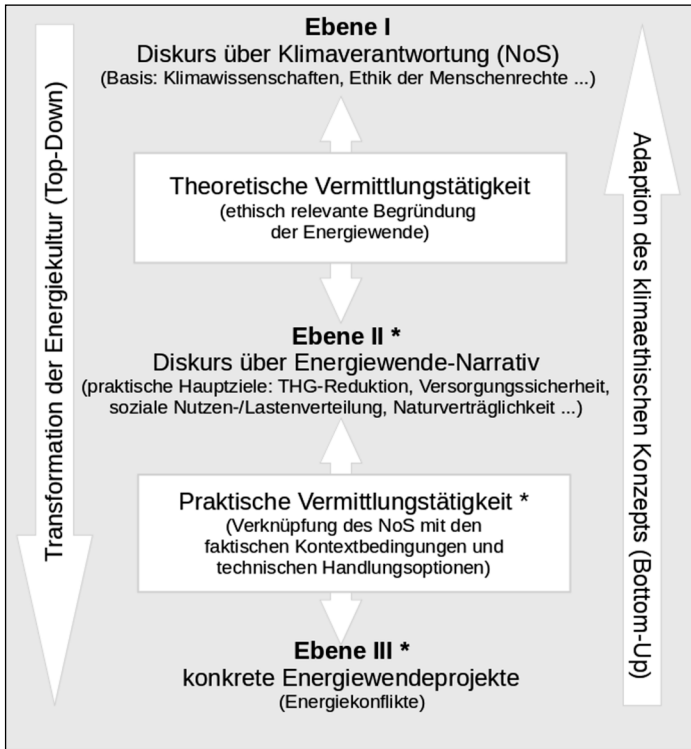 Ebene I
Diskurs über Klimaverantwortung (NoS)
(Basis: Klimawissenschaften, Ethik der Menschenrechte ...)
Transformation der Energiekultur (Top-Down)
Adaption des klimaethischen Konzepts (Bottom-Up)
Theoretische Vermittlungstätigkeit
(ethisch relevante Begründung
der Energiewende)
Ebene II *
Diskurs über Energiewende-Narrativ
(praktische Hauptziele: THG-Reduktion, Versorgungssicherheit,
soziale Nutzen-/Lastenverteilung, Naturverträglichkeit ...)
Praktische Vermittlungstätigkeit *
(Verknüpfung des NoS mit den
faktischen Kontextbedingungen und
technischen Handlungsoptionen)
Ebene III *
konkrete Energiewendeprojekte
(Energiekonflikte)